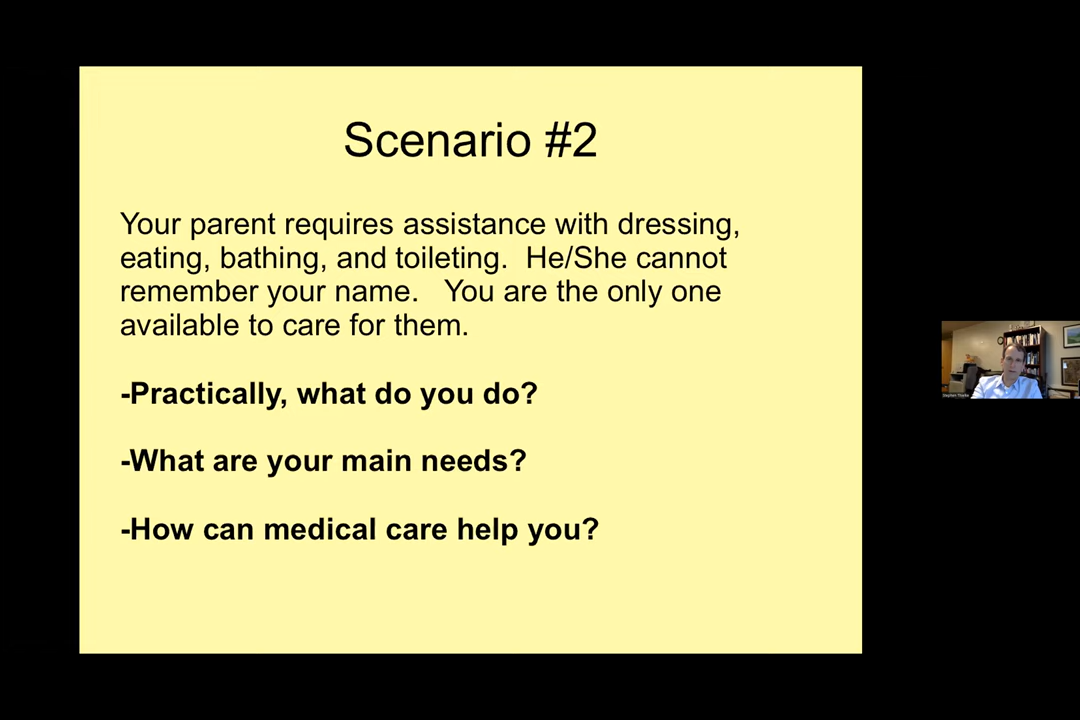 Scenario #2
Your parent requires assistance with dressing,
eating, bathing, and toileting.  He/She cannot
remember your name.   You are the only one
available to care for them.
-Practically, what do you do?
-What are your main needs?
-How can medical care help you?
Stephen